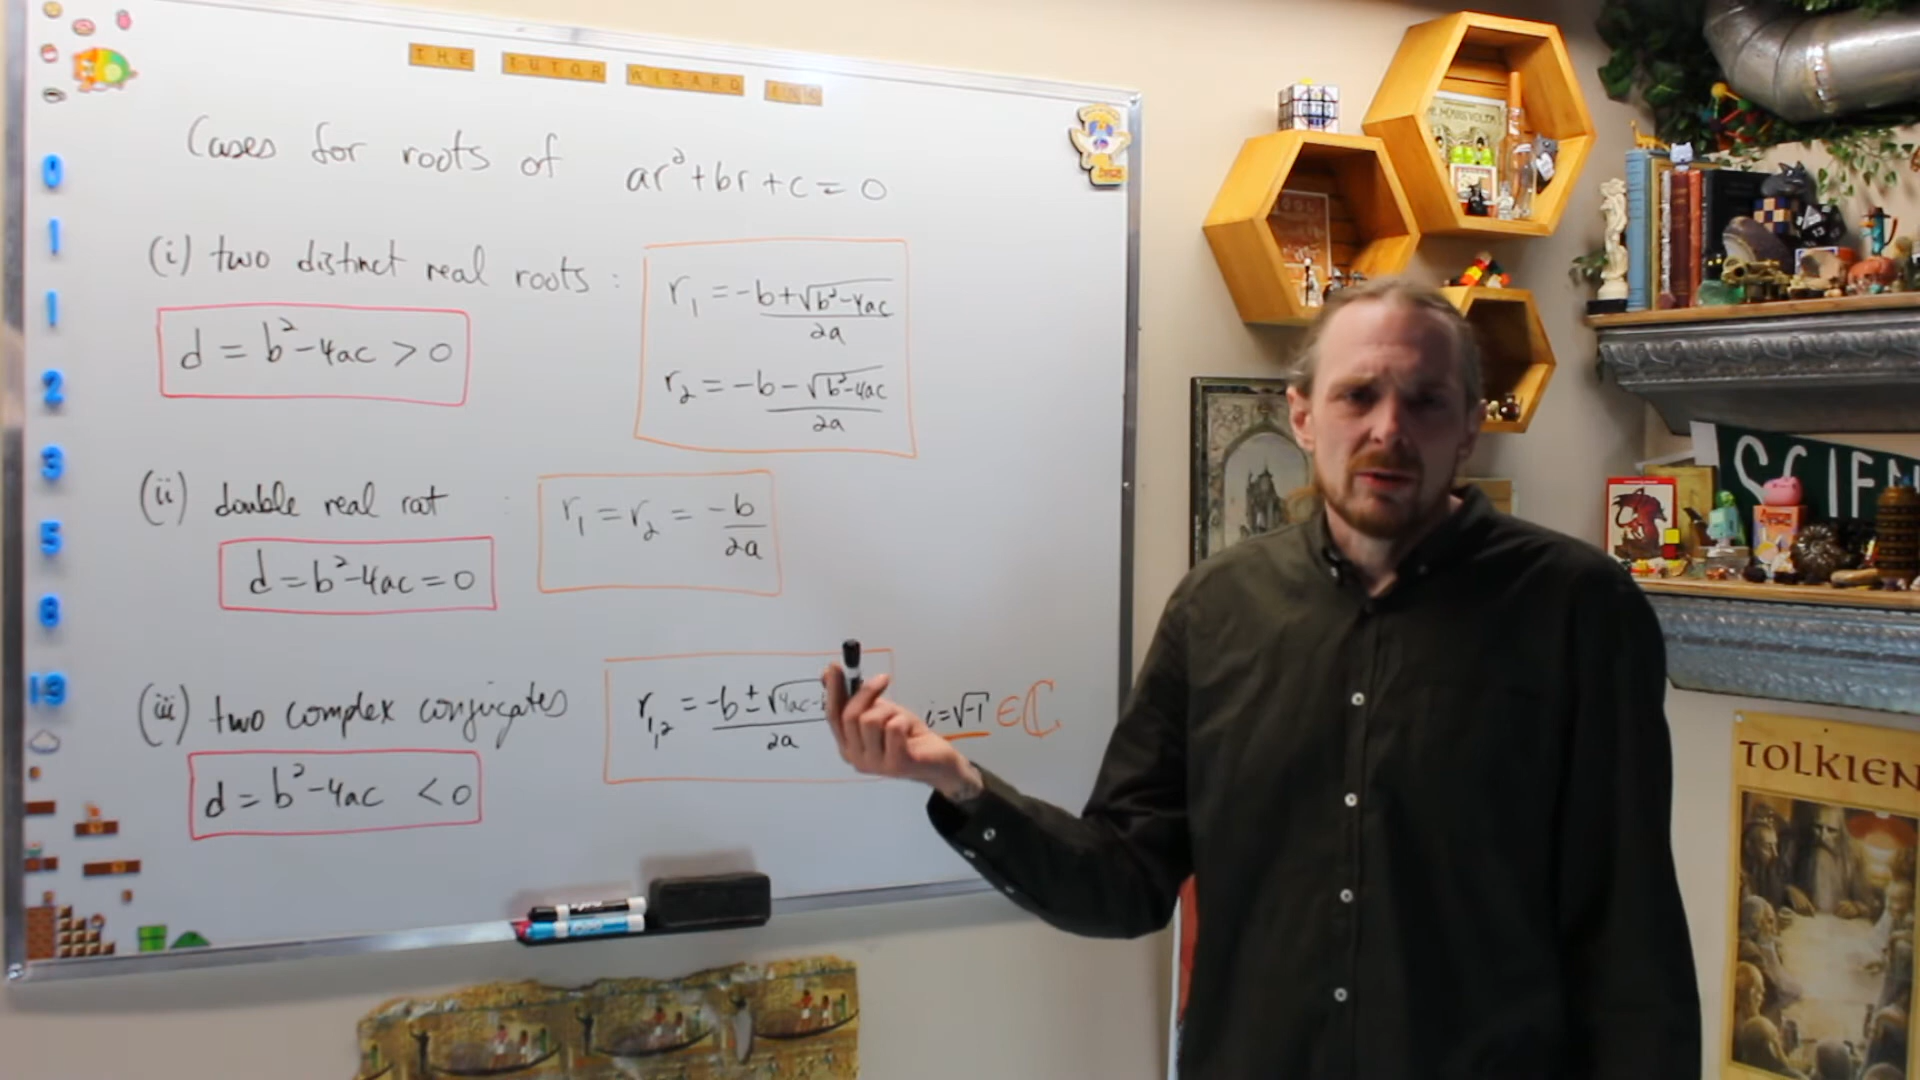 THE TUTOR WIZARD INC
Cases for roots of ar²+br+c=0
(i) two distinct real roots :
r₁ = -b+√b²-4ac
2a
d = b²-4ac > 0
r₂ = -b-√b²-4ac
2a
(ii) double real root :
r₁ = r₂ = -b
2a
d = b²-4ac = 0
(iii) two complex conjugates
r₁,₂ = -b±√4ac-b
2a
i=√-1 ∈ ℂ
d = b²-4ac < 0
0
1
1
2
3
5
8
13
SCIEN
TOLKIEN